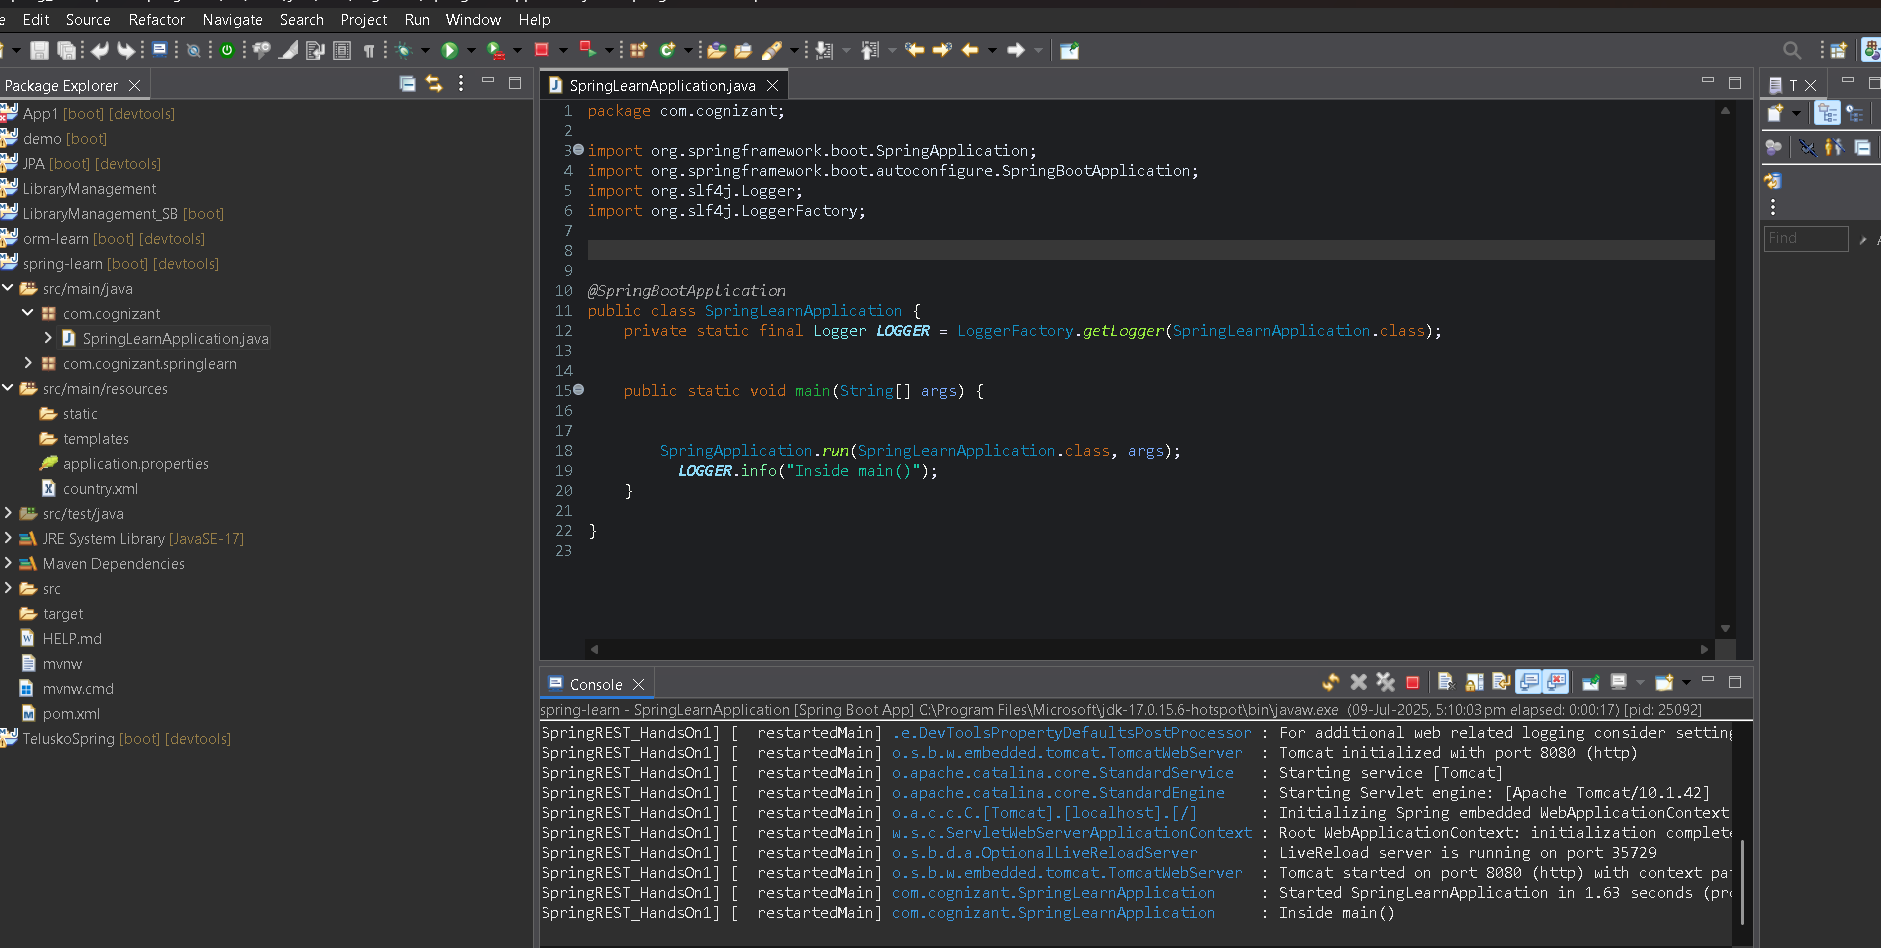 Edit Source Refactor Navigate Search Project Run Window Help
Package Explorer
App1 [boot] [devtools]
demo [boot]
JPA [boot] [devtools]
LibraryManagement
LibraryManagement_SB [boot]
orm-learn [boot] [devtools]
spring-learn [boot] [devtools]
src/main/java
com.cognizant
SpringLearnApplication.java
com.cognizant.springlearn
src/main/resources
static
templates
application.properties
country.xml
src/test/java
JRE System Library [JavaSE-17]
Maven Dependencies
src
target
HELP.md
mvnw
mvnw.cmd
pom.xml
TeluskoSpring [boot] [devtools]
SpringLearnApplication.java
1 package com.cognizant;
2
3 import org.springframework.boot.SpringApplication;
4 import org.springframework.boot.autoconfigure.SpringBootApplication;
5 import org.slf4j.Logger;
6 import org.slf4j.LoggerFactory;
7
8
9
10 @SpringBootApplication
11 public class SpringLearnApplication {
12 private static final Logger LOGGER = LoggerFactory.getLogger(SpringLearnApplication.class);
13
14
15 public static void main(String[] args) {
16
17
18 SpringApplication.run(SpringLearnApplication.class, args);
19 LOGGER.info("Inside main()");
20 }
21
22 }
23
T
Find
Console
spring-learn - SpringLearnApplication [Spring Boot App] C:\Program Files\Microsoft\jdk-17.0.15.6-hotspot\bin\javaw.exe (09-Jul-2025, 5:10:03 pm elapsed: 0:00:17) [pid: 25092]
SpringREST_HandsOn1] [ restartedMain] .e.DevToolsPropertyDefaultsPostProcessor : For additional web related logging consider setting
SpringREST_HandsOn1] [ restartedMain] o.s.b.w.embedded.tomcat.TomcatWebServer : Tomcat initialized with port 8080 (http)
SpringREST_HandsOn1] [ restartedMain] o.apache.catalina.core.StandardService : Starting service [Tomcat]
SpringREST_HandsOn1] [ restartedMain] o.apache.catalina.core.StandardEngine : Starting Servlet engine: [Apache Tomcat/10.1.42]
SpringREST_HandsOn1] [ restartedMain] o.a.c.c.C.[Tomcat].[localhost].[/] : Initializing Spring embedded WebApplicationContext
SpringREST_HandsOn1] [ restartedMain] w.s.c.ServletWebServerApplicationContext : Root WebApplicationContext: initialization complete
SpringREST_HandsOn1] [ restartedMain] o.s.b.d.a.OptionalLiveReloadServer : LiveReload server is running on port 35729
SpringREST_HandsOn1] [ restartedMain] o.s.b.w.embedded.tomcat.TomcatWebServer : Tomcat started on port 8080 (http) with context pa
SpringREST_HandsOn1] [ restartedMain] com.cognizant.SpringLearnApplication : Started SpringLearnApplication in 1.63 seconds (pr
SpringREST_HandsOn1] [ restartedMain] com.cognizant.SpringLearnApplication : Inside main()